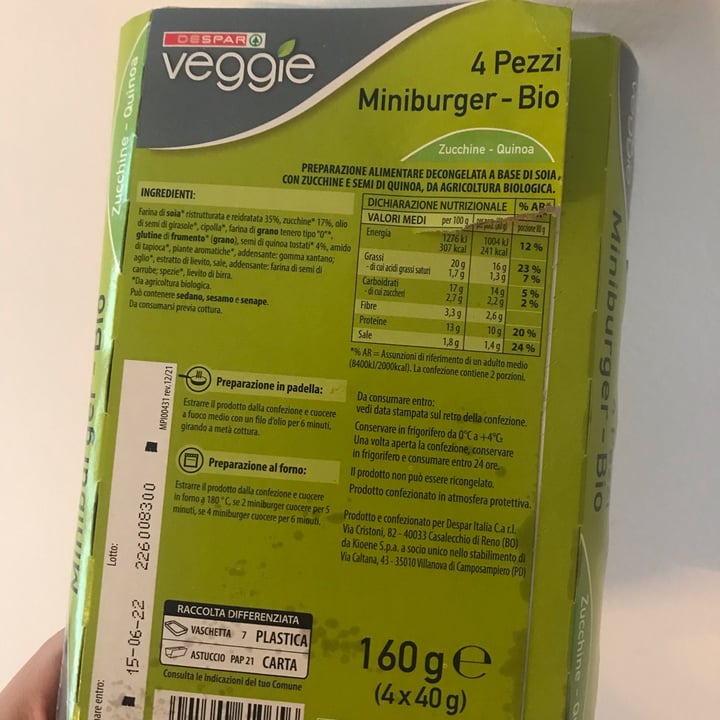 DESPAR
veggie
4 Pezzi
Miniburger - Bio
Zucchine - Quinoa
PREPARAZIONE ALIMENTARE DECONGELATA A BASE DI SOIA,
CON ZUCCHINE E SEMI DI QUINOA, DA AGRICOLTURA BIOLOGICA.
INGREDIENTI:
Farina di soia* ristrutturata e reidratata 35%, zucchine* 17%, olio
di semi di girasole*, cipolla*, farina di grano tenero tipo "0"*,
glutine di frumento* (grano), semi di quinoa tostati* 4%, amido
di tapioca*, piante aromatiche*, addensante: gomma xantano;
aglio*, estratto di lievito, sale, addensante: farina di semi di
carrube; spezie*, lievito di birra.
*Da agricoltura biologica.
Può contenere sedano, sesamo e senape.
Da consumarsi previa cottura.
DICHIARAZIONE NUTRIZIONALE % AR*
VALORI MEDI per 100 g porzione 80 g
Energia 1276 kJ 1004 kJ 12 %
307 kcal 241 kcal
Grassi 20 g 16 g 23 %
- di cui acidi grassi saturi 1,7 g 1,3 g 7 %
Carboidrati 17 g 14 g 5 %
- di cui zuccheri 2,7 g 2,2 g 2 %
Fibre 3,3 g 2,6 g
Proteine 13 g 10 g 20 %
Sale 1,8 g 1,4 g 24 %
*% AR = Assunzioni di riferimento di un adulto medio
(8400kJ/2000kcal). La confezione contiene 2 porzioni.
Preparazione in padella:
Estrarre il prodotto dalla confezione e cuocere
a fuoco medio con un filo d'olio per 6 minuti,
girando a metà cottura.
Preparazione al forno:
Estrarre il prodotto dalla confezione e cuocere
in forno a 180°C, se 2 miniburger cuocere per 5
minuti, se 4 miniburger cuocere per 6 minuti.
Da consumare entro:
vedi data stampata sul retro della confezione.
Conservare in frigorifero da 0°C a +4°C.
Una volta aperta la confezione, conservare
in frigorifero e consumare entro 24 ore.
Il prodotto non può essere ricongelato.
Prodotto confezionato in atmosfera protettiva.
Prodotto e confezionato per Despar Italia C.a r.l.
Via Cristoni, 82 - 40033 Casalecchio di Reno (BO)
da Kioene S.p.a. a socio unico nello stabilimento di
Via Caltana, 43 - 35010 Villanova di Camposampiero (PD)
RACCOLTA DIFFERENZIATA
VASCHETTA 7 PLASTICA
ASTUCCIO PAP 21 CARTA
Consulta le indicazioni del tuo Comune
160 g e
(4 x 40 g)
MPI00431 rev.12/21
Lotto:
226008300
15-06-22
are entro:
Zucchine - Quinoa
Miniburger - Bio
Miniburger - Bio
Zucchine - Qu